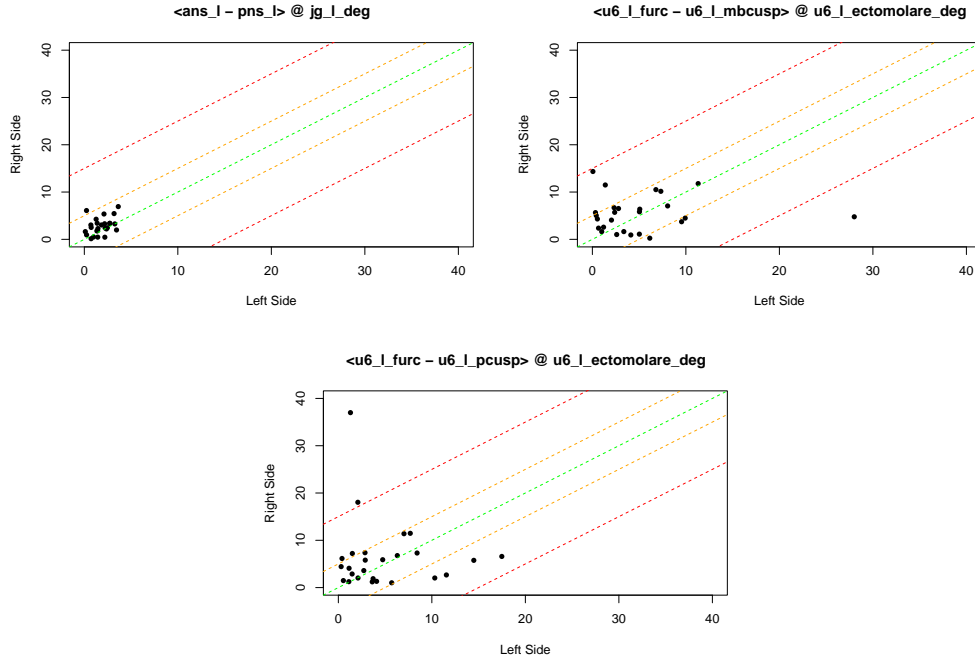 <ans_l − pns_l> @ jg_l_deg
Right Side
40
30
20
10
0
0 10 20 30 40
Left Side
<u6_l_furc − u6_l_mbcusp> @ u6_l_ectomolare_deg
Right Side
40
30
20
10
0
0 10 20 30 40
Left Side
<u6_l_furc − u6_l_pcusp> @ u6_l_ectomolare_deg
Right Side
40
30
20
10
0
0 10 20 30 40
Left Side